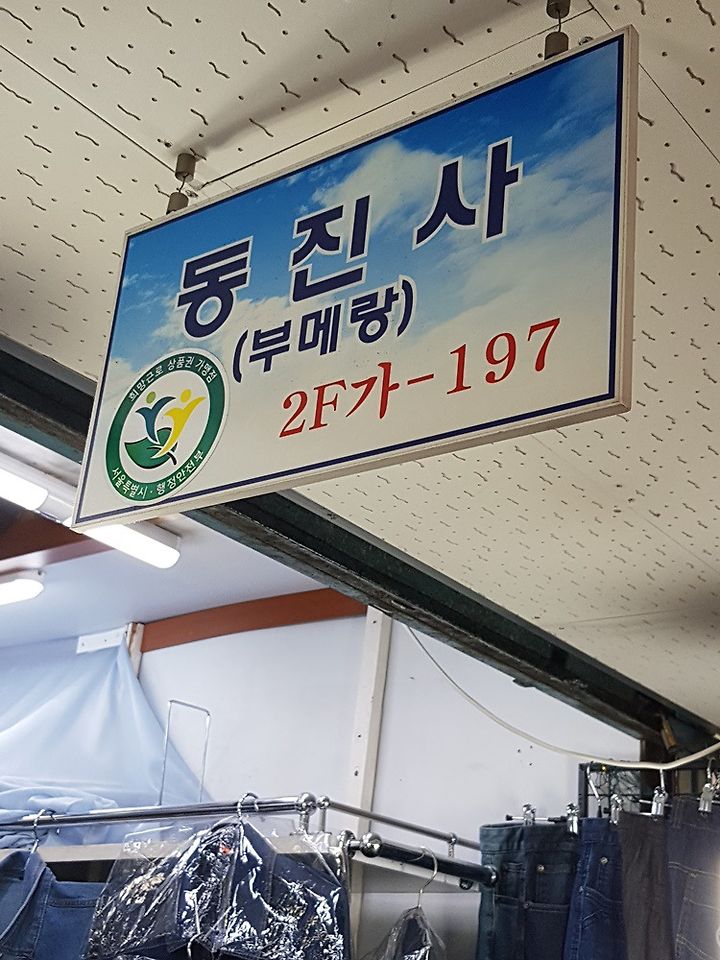 동진사
(부메랑)
2F가-197
희망근로 상품권 가맹점
서울특별시·행정안전부